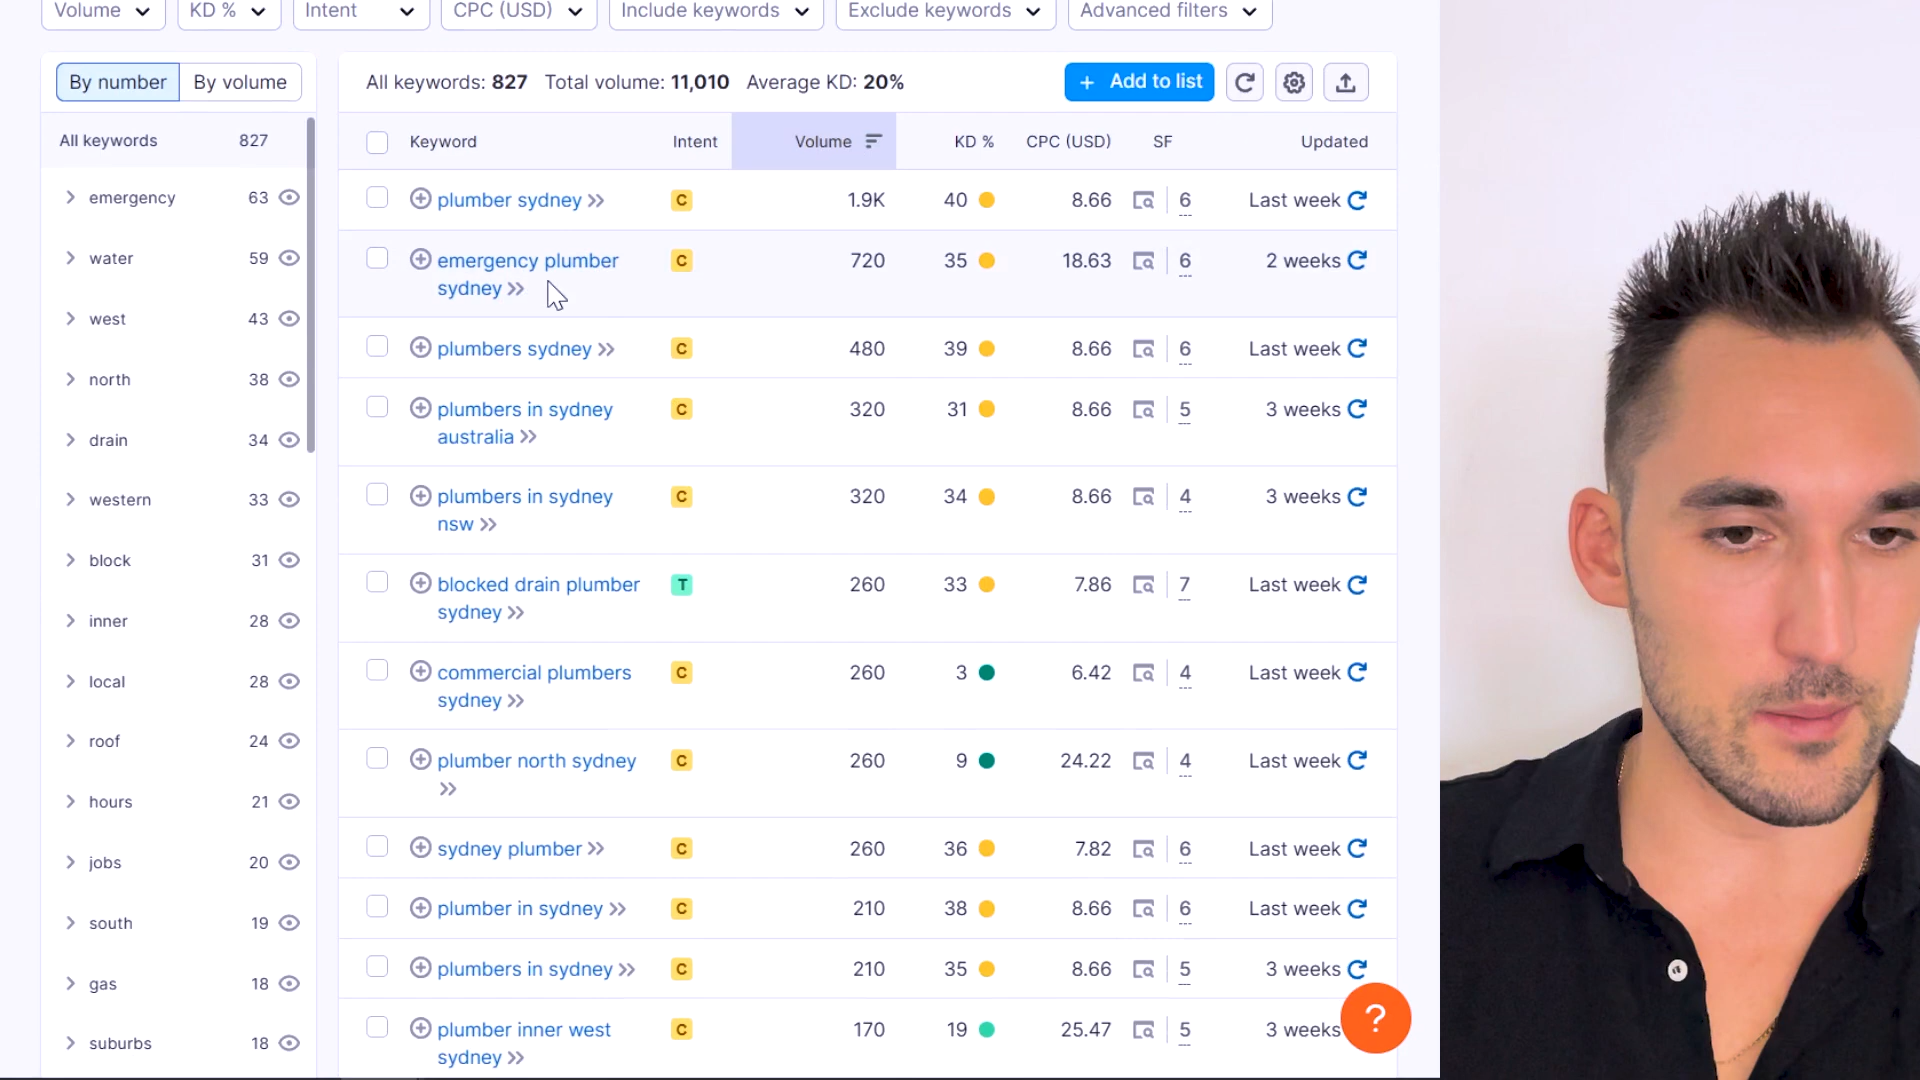 Volume KD % Intent CPC (USD) Include keywords Exclude keywords Advanced filters
By number By volume
All keywords: 827 Total volume: 11,010 Average KD: 20% + Add to list
All keywords 827
Keyword Intent Volume KD % CPC (USD) SF Updated
emergency 63
water 59
west 43
north 38
drain 34
western 33
block 31
inner 28
local 28
roof 24
hours 21
jobs 20
south 19
gas 18
suburbs 18
plumber sydney C 1.9K 40 8.66 6 Last week
emergency plumber sydney C 720 35 18.63 6 2 weeks
plumbers sydney C 480 39 8.66 6 Last week
plumbers in sydney australia C 320 31 8.66 5 3 weeks
plumbers in sydney nsw C 320 34 8.66 4 3 weeks
blocked drain plumber sydney T 260 33 7.86 7 Last week
commercial plumbers sydney C 260 3 6.42 4 Last week
plumber north sydney C 260 9 24.22 4 Last week
sydney plumber C 260 36 7.82 6 Last week
plumber in sydney C 210 38 8.66 6 Last week
plumbers in sydney C 210 35 8.66 5 3 weeks
plumber inner west sydney C 170 19 25.47 5 3 weeks
?